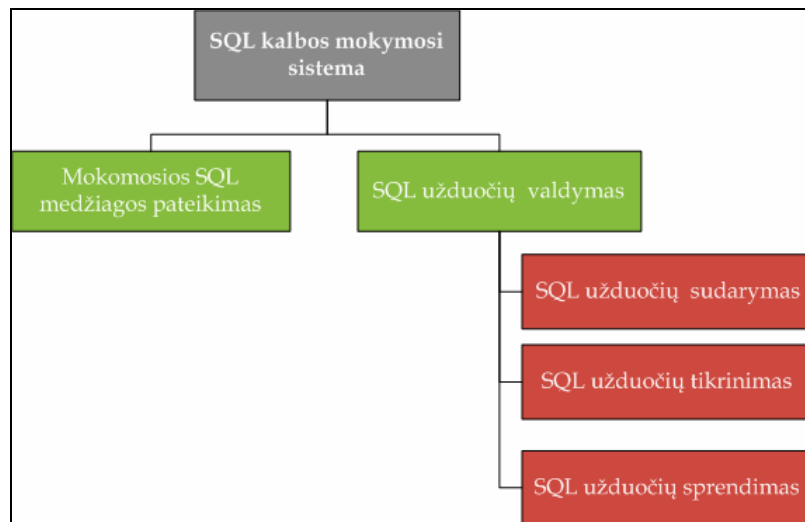 SQL kalbos mokymosi
sistema
Mokomosios SQL
medžiagos pateikimas
SQL užduočių valdymas
SQL užduočių sudarymas
SQL užduočių tikrinimas
SQL užduočių sprendimas